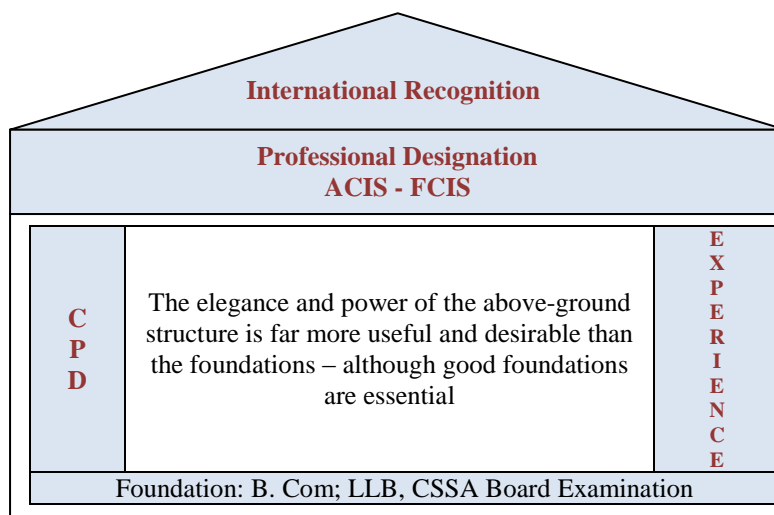 International Recognition
Professional Designation
ACIS - FCIS
C
P
D
The elegance and power of the above-ground
structure is far more useful and desirable than
the foundations – although good foundations
are essential
E
X
P
E
R
I
E
N
C
E
Foundation: B. Com; LLB, CSSA Board Examination